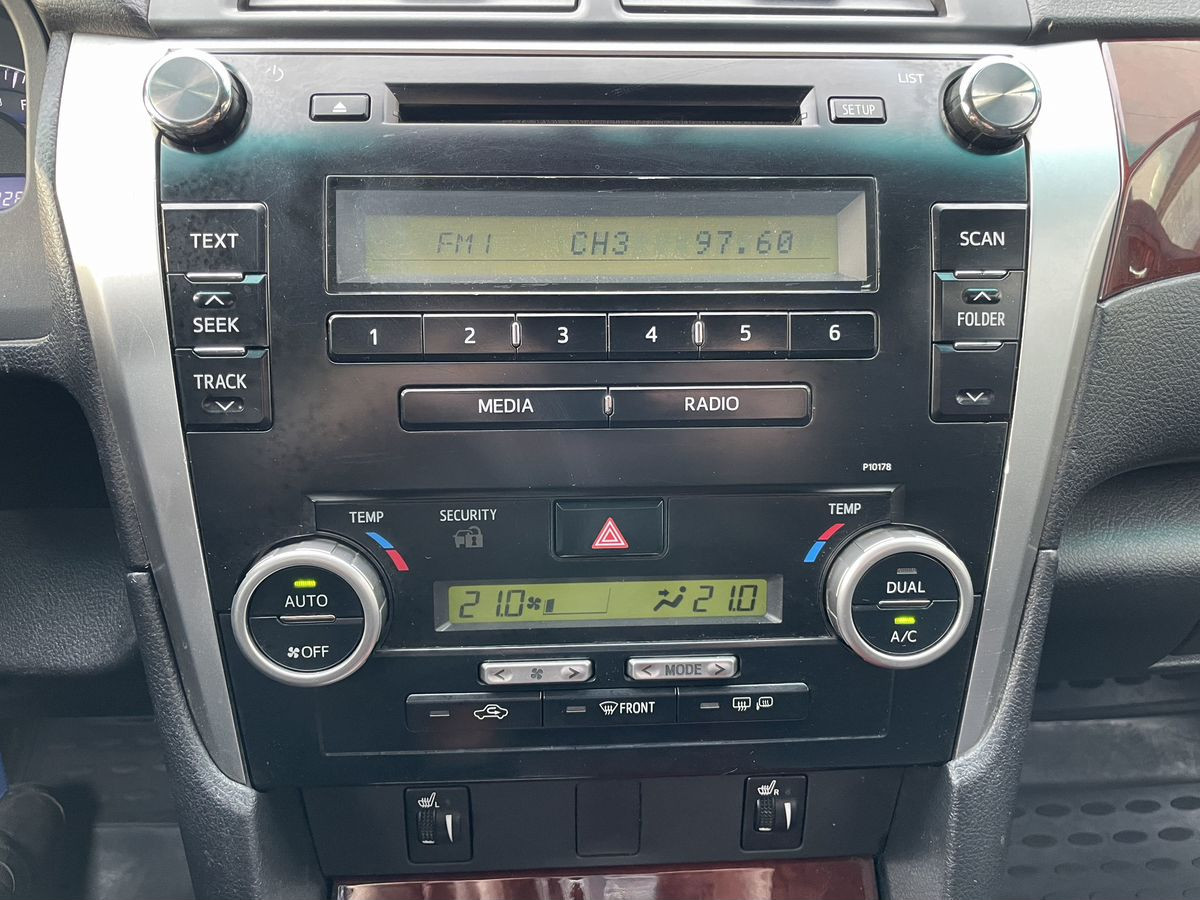 LIST
SETUP
TEXT
SCAN
FM1 CH3 97.60
SEEK
FOLDER
1 2 3 4 5 6
TRACK
MEDIA RADIO
P10178
TEMP
SECURITY
TEMP
AUTO
OFF
21.0 21.0
DUAL
A/C
MODE
FRONT
L
R